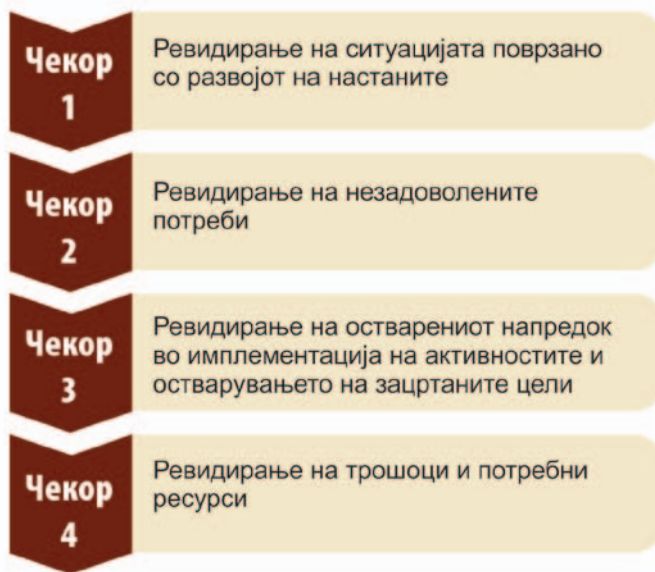 Чекор
1
Ревидирање на ситуацијата поврзано
со развојот на настаните
Чекор
2
Ревидирање на незадоволените
потреби
Чекор
3
Ревидирање на остварениот напредок
во имплементација на активностите и
остварувањето на зацртаните цели
Чекор
4
Ревидирање на трошоци и потребни
ресурси